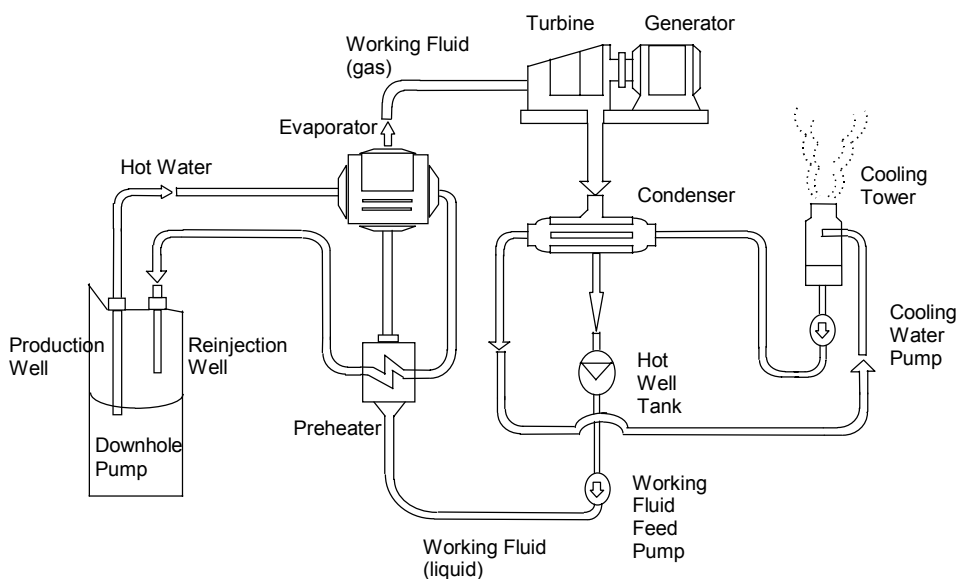 Turbine
Generator
Working Fluid
(gas)
Evaporator
Hot Water
Condenser
Cooling
Tower
Production
Well
Reinjection
Well
Cooling
Water
Pump
Hot
Well
Tank
Preheater
Downhole
Pump
Working
Fluid
Feed
Pump
Working Fluid
(liquid)